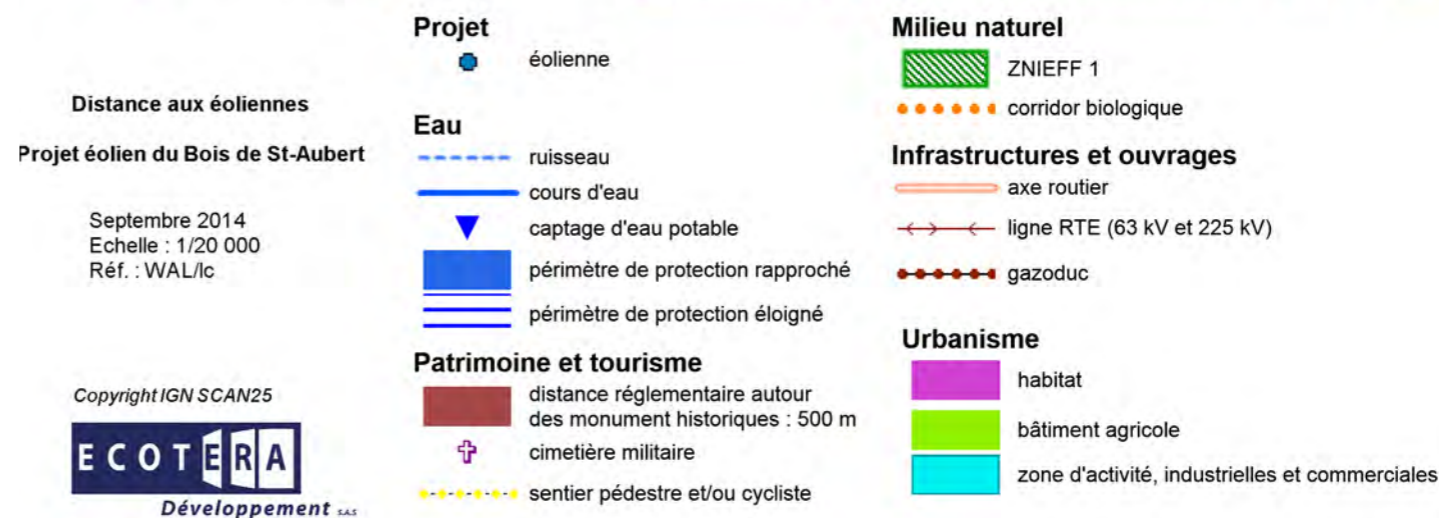 Distance aux éoliennes
Projet éolien du Bois de St-Aubert
Septembre 2014
Echelle : 1/20 000
Réf. : WAL/lc
Copyright IGN SCAN25
ECOTERA
Développement S.A.S
Projet
éolienne
Eau
ruisseau
cours d'eau
captage d'eau potable
périmètre de protection rapproché
périmètre de protection éloigné
Patrimoine et tourisme
distance réglementaire autour
des monument historiques : 500 m
cimetière militaire
sentier pédestre et/ou cycliste
Milieu naturel
ZNIEFF 1
corridor biologique
Infrastructures et ouvrages
axe routier
ligne RTE (63 kV et 225 kV)
gazoduc
Urbanisme
habitat
bâtiment agricole
zone d'activité, industrielles et commerciales